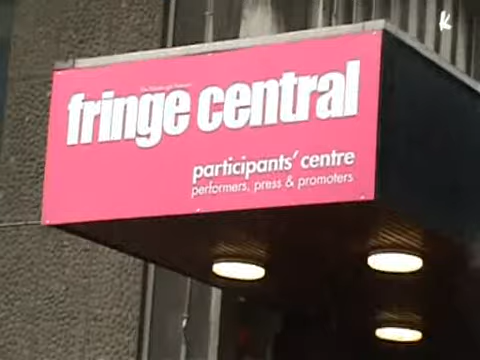 fringe central
participants' centre
performers, press & promoters